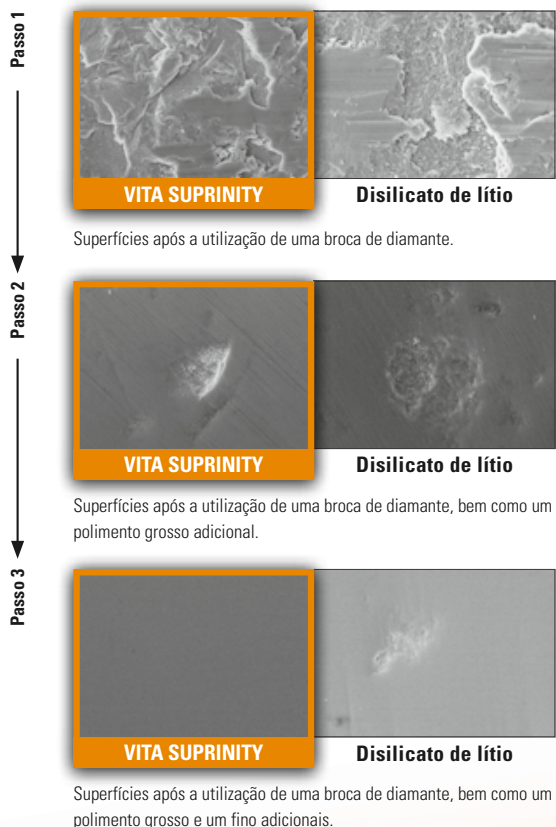 Passo 1
VITA SUPRINITY
Disilicato de lítio
Superfícies após a utilização de uma broca de diamante.
Passo 2
VITA SUPRINITY
Disilicato de lítio
Superfícies após a utilização de uma broca de diamante, bem como um
polimento grosso adicional.
Passo 3
VITA SUPRINITY
Disilicato de lítio
Superfícies após a utilização de uma broca de diamante, bem como um
polimento grosso e um fino adicionais.